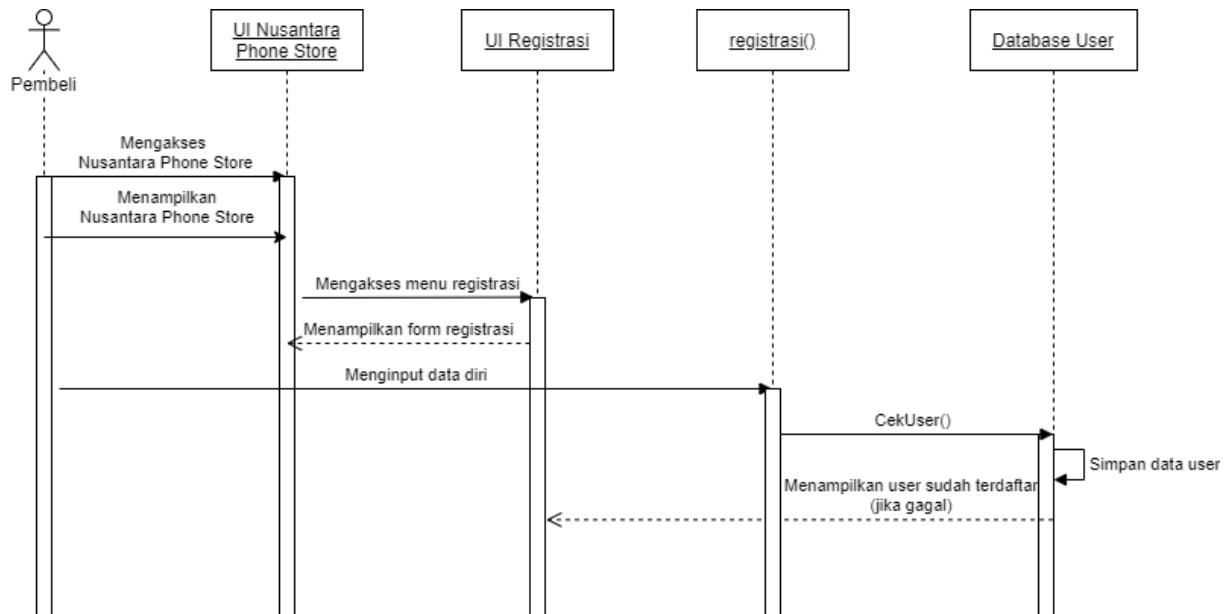 Pembeli
UI Nusantara
Phone Store
UI Registrasi
registrasi()
Database User
Mengakses
Nusantara Phone Store
Menampilkan
Nusantara Phone Store
Mengakses menu registrasi
Menampilkan form registrasi
Menginput data diri
CekUser()
Simpan data user
Menampilkan user sudah terdaftar
(jika gagal)